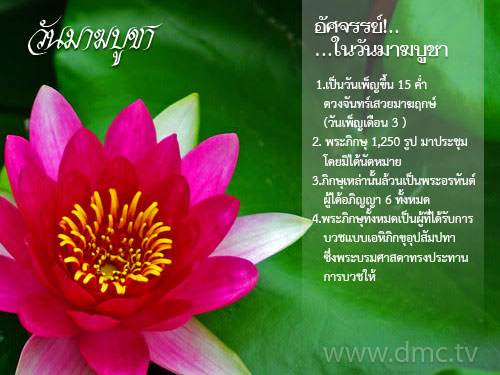 วันมาฆบูชา
อัศจรรย์!..
...ในวันมาฆบูชา
1.เป็นวันเพ็ญขึ้น 15 ค่ำ
ดวงจันทร์เสวยมาฆฤกษ์
(วันเพ็ญเดือน 3 )
2. พระภิกษุ 1,250 รูป มาประชุม
โดยมิได้นัดหมาย
3.ภิกษุเหล่านั้นล้วนเป็นพระอรหันต์
ผู้ได้อภิญญา 6 ทั้งหมด
4.พระภิกษุทั้งหมดเป็นผู้ที่ได้รับการ
บวชแบบเอหิภิกขุอุปสัมปทา
ซึ่งพระบรมศาสดาทรงประทาน
การบวชให้
www.dmc.tv